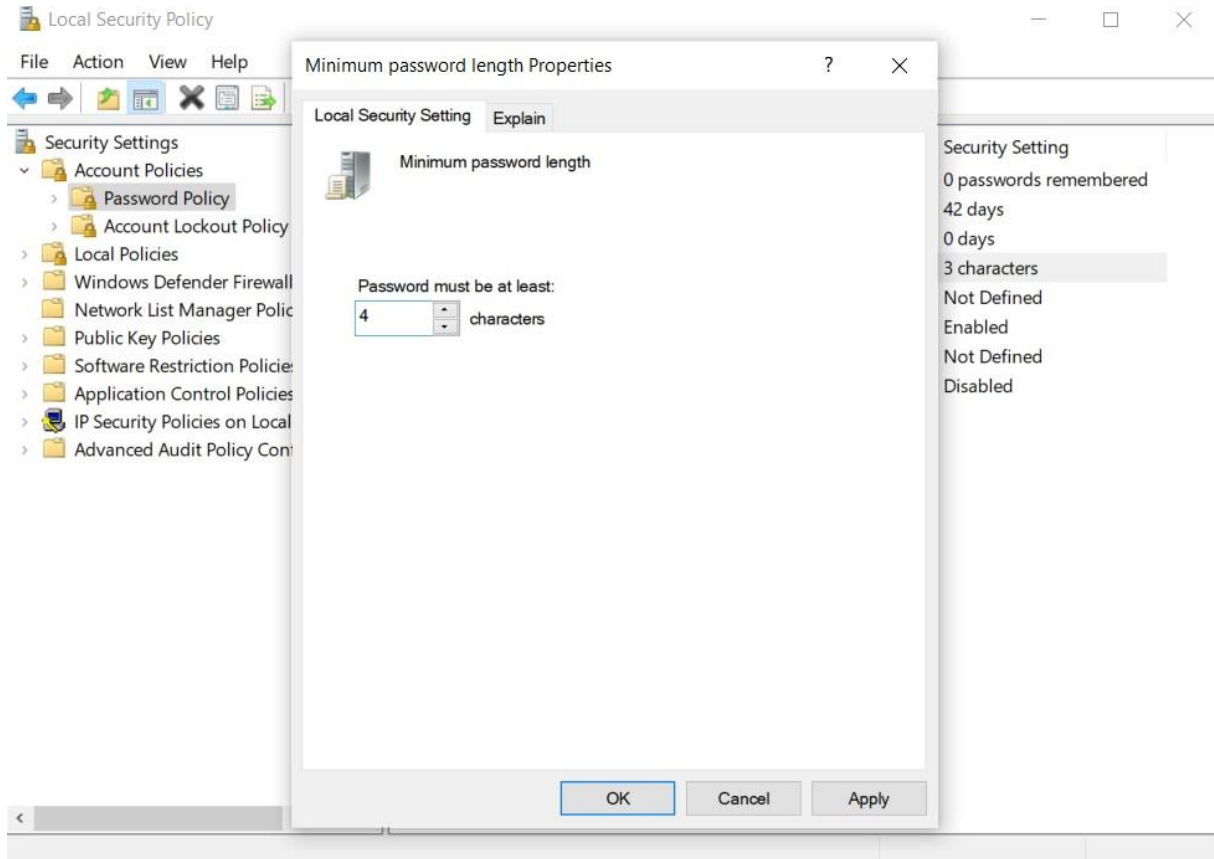 Local Security Policy
File Action View Help
Security Settings
Account Policies
Password Policy
Account Lockout Policy
Local Policies
Windows Defender Firewall
Network List Manager Polic
Public Key Policies
Software Restriction Policie
Application Control Policies
IP Security Policies on Local
Advanced Audit Policy Con
Minimum password length Properties
Local Security Setting Explain
Minimum password length
Password must be at least:
4 characters
OK Cancel Apply
Security Setting
0 passwords remembered
42 days
0 days
3 characters
Not Defined
Enabled
Not Defined
Disabled